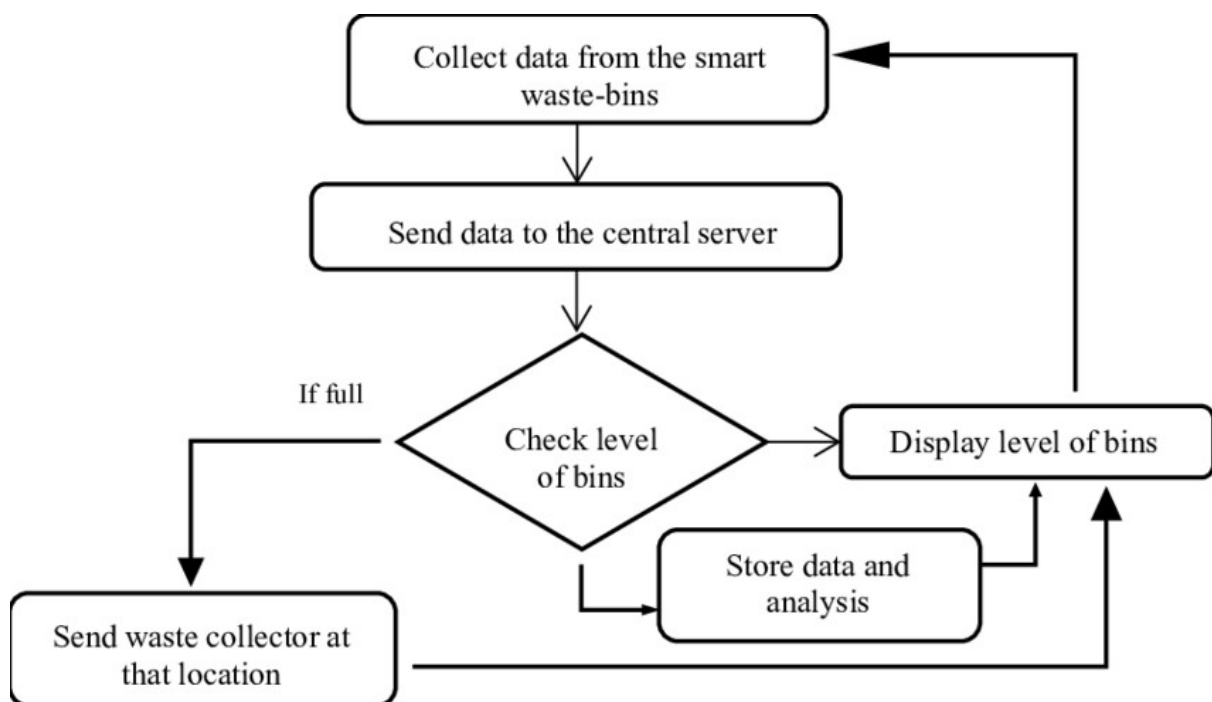 Collect data from the smart
waste-bins
Send data to the central server
If full
Check level
of bins
Display level of bins
Store data and
analysis
Send waste collector at
that location